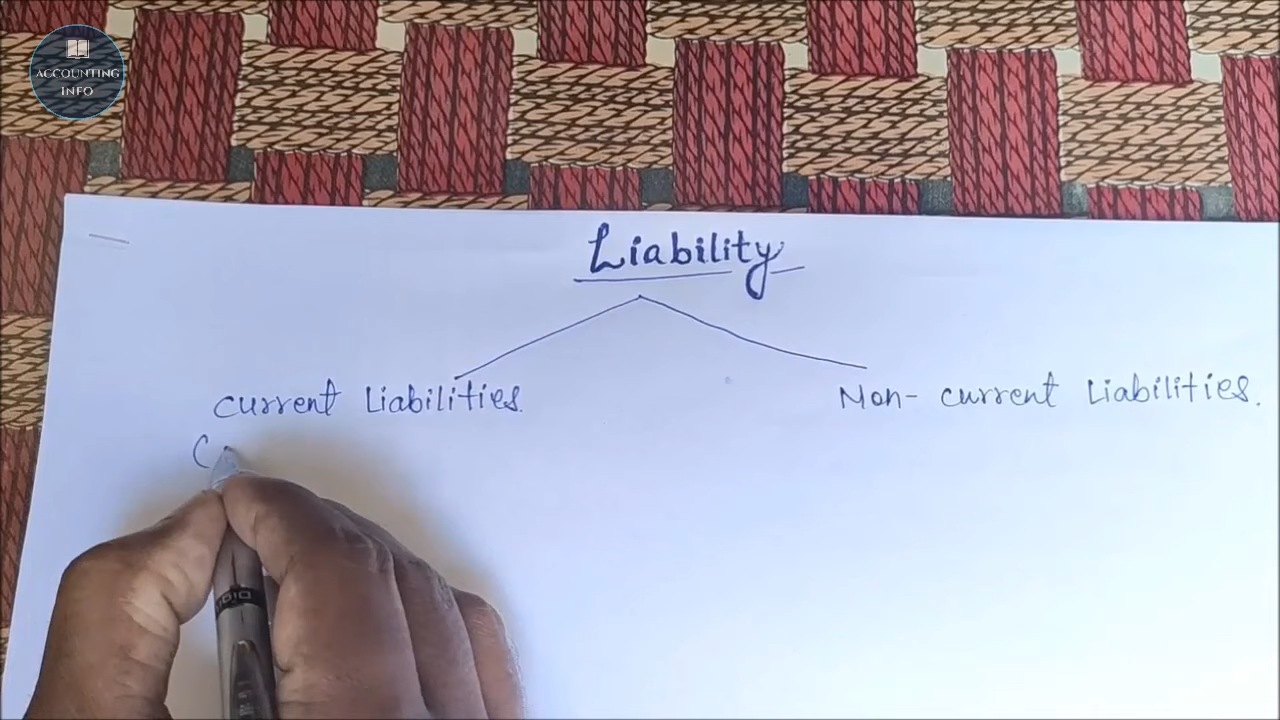 ACCOUNTING
INFO
Liability
current Liabilities.
Non- current Liabilities.
(